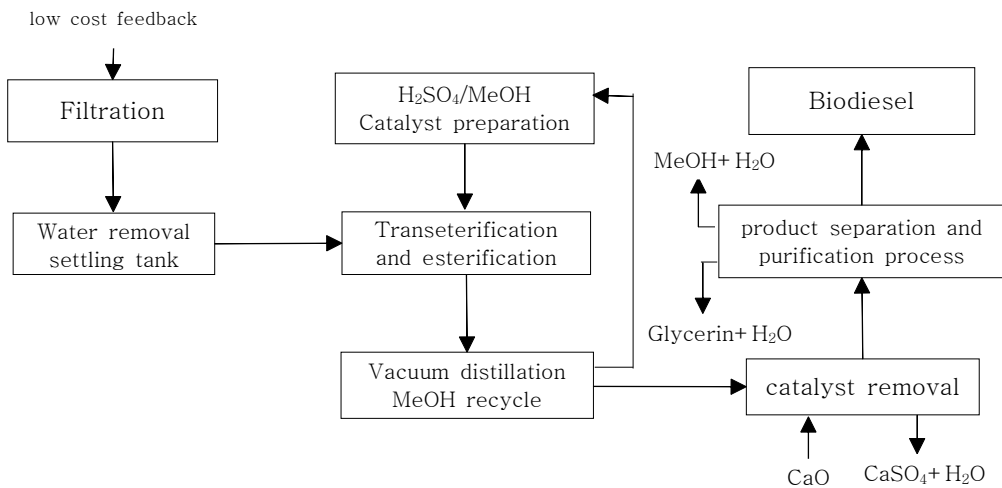 low cost feedback
Filtration
Water removal
settling tank
H₂SO₄/MeOH
Catalyst preparation
Transeterification
and esterification
Vacuum distillation
MeOH recycle
Biodiesel
MeOH+H₂O
product separation and
purification process
Glycerin+H₂O
catalyst removal
CaO
CaSO₄+H₂O